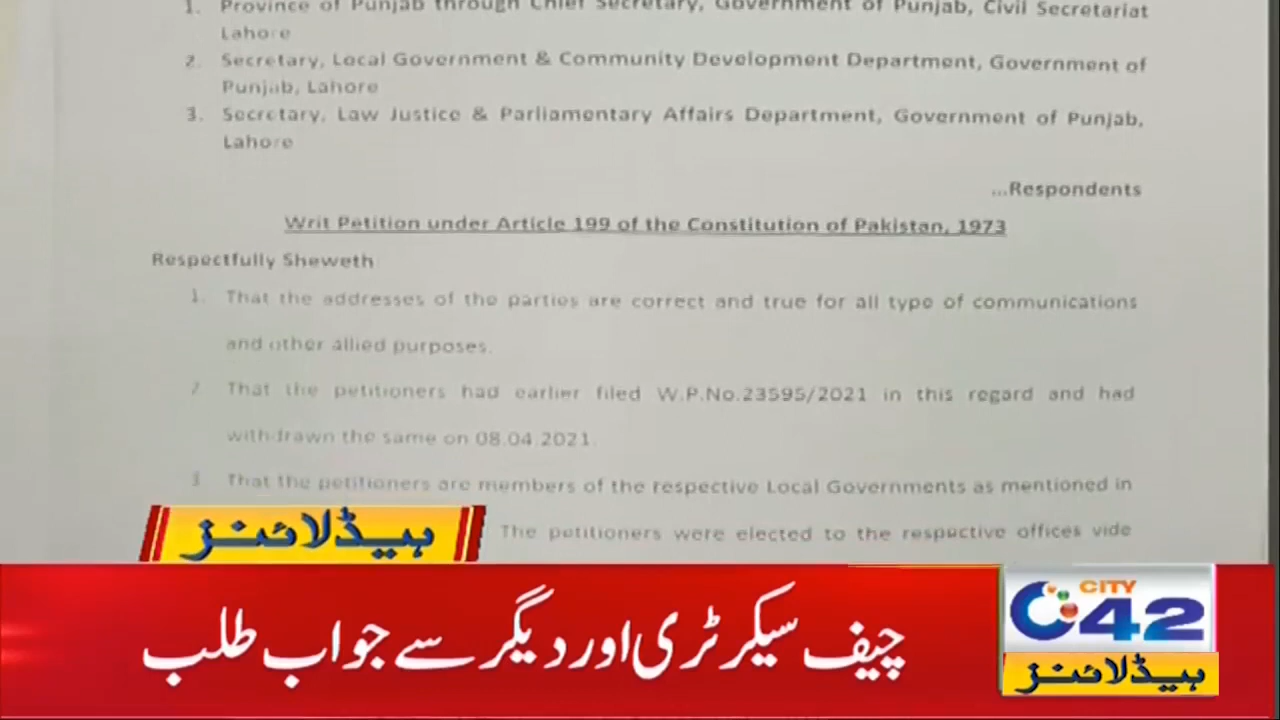 1. Province of Punjab through Chief Secretary, Government of Punjab, Civil Secretariat
Lahore
2. Secretary, Local Government & Community Development Department, Government of
Punjab, Lahore
3. Secretary, Law Justice & Parliamentary Affairs Department, Government of Punjab,
Lahore
...Respondents
Writ Petition under Article 199 of the Constitution of Pakistan, 1973
Respectfully Sheweth
1. That the addresses of the parties are correct and true for all type of communications
and other allied purposes.
2. That the petitioners had earlier filed W.P.No.23595/2021 in this regard and had
withdrawn the same on 08.04.2021.
3. That the petitioners are members of the respective Local Governments as mentioned in
The petitioners were elected to the respective offices vide
ہیڈلائنز
چیف سیکرٹری اور دیگر سے جواب طلب
CITY
42
ہیڈلائنز